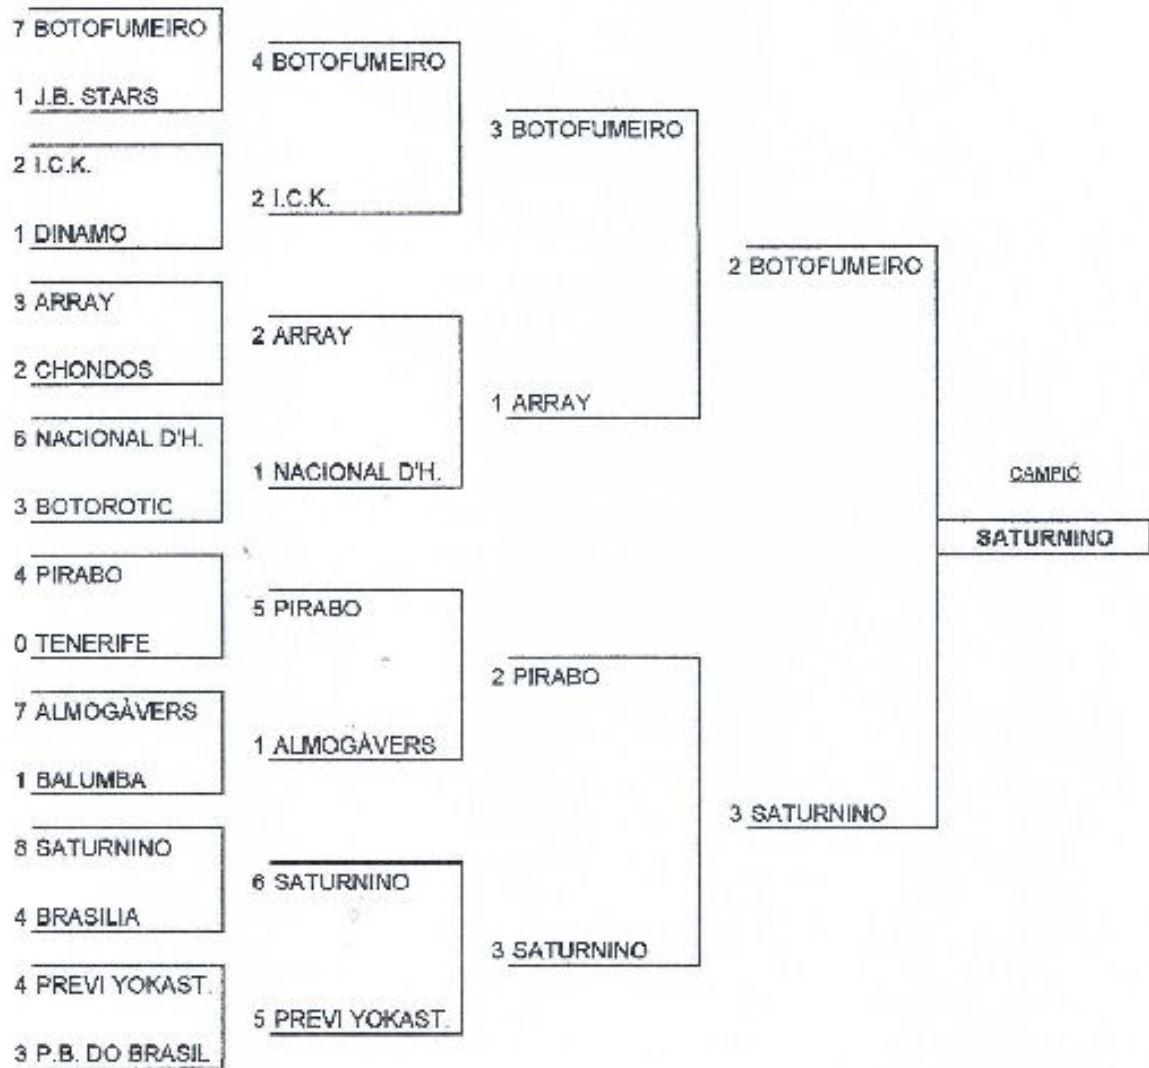 7 BOTOFUMEIRO
1 J.B. STARS
2 I.C.K.
1 DINAMO
3 ARRAY
2 CHONDOS
6 NACIONAL D'H.
3 BOTOROTIC
4 PIRABO
0 TENERIFE
7 ALMOGÀVERS
1 BALUMBA
8 SATURNINO
4 BRASILIA
4 PREVI YOKAST.
3 P.B. DO BRASIL
4 BOTOFUMEIRO
2 I.C.K.
2 ARRAY
1 NACIONAL D'H.
5 PIRABO
1 ALMOGÀVERS
6 SATURNINO
5 PREVI YOKAST.
3 BOTOFUMEIRO
1 ARRAY
2 PIRABO
3 SATURNINO
2 BOTOFUMEIRO
3 SATURNINO
CAMPIÓ
SATURNINO